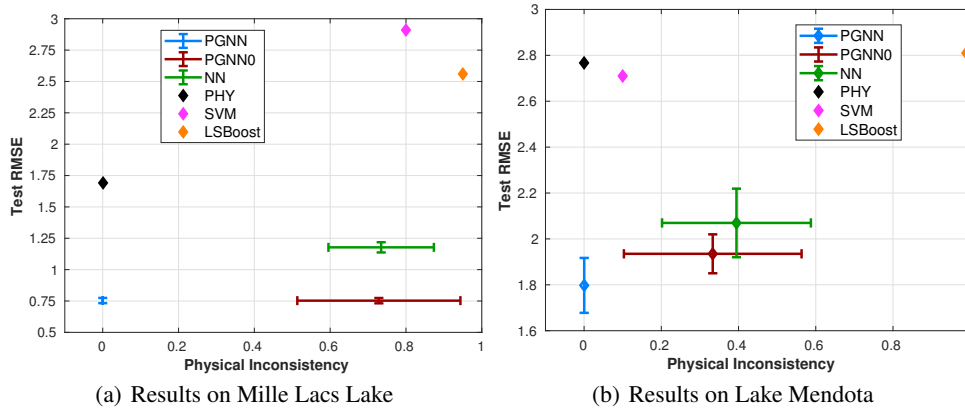 3
2.75
2.5
2.25
2
1.75
1.5
1.25
1
0.75
0.5
Test RMSE
PGNN
PGNN0
NN
PHY
SVM
LSBoost
0 0.2 0.4 0.6 0.8 1
Physical Inconsistency
(a) Results on Mille Lacs Lake
3
2.8
2.6
2.4
2.2
2
1.8
1.6
Test RMSE
PGNN
PGNN0
NN
PHY
SVM
LSBoost
0 0.2 0.4 0.6 0.8
Physical Inconsistency
(b) Results on Lake Mendota